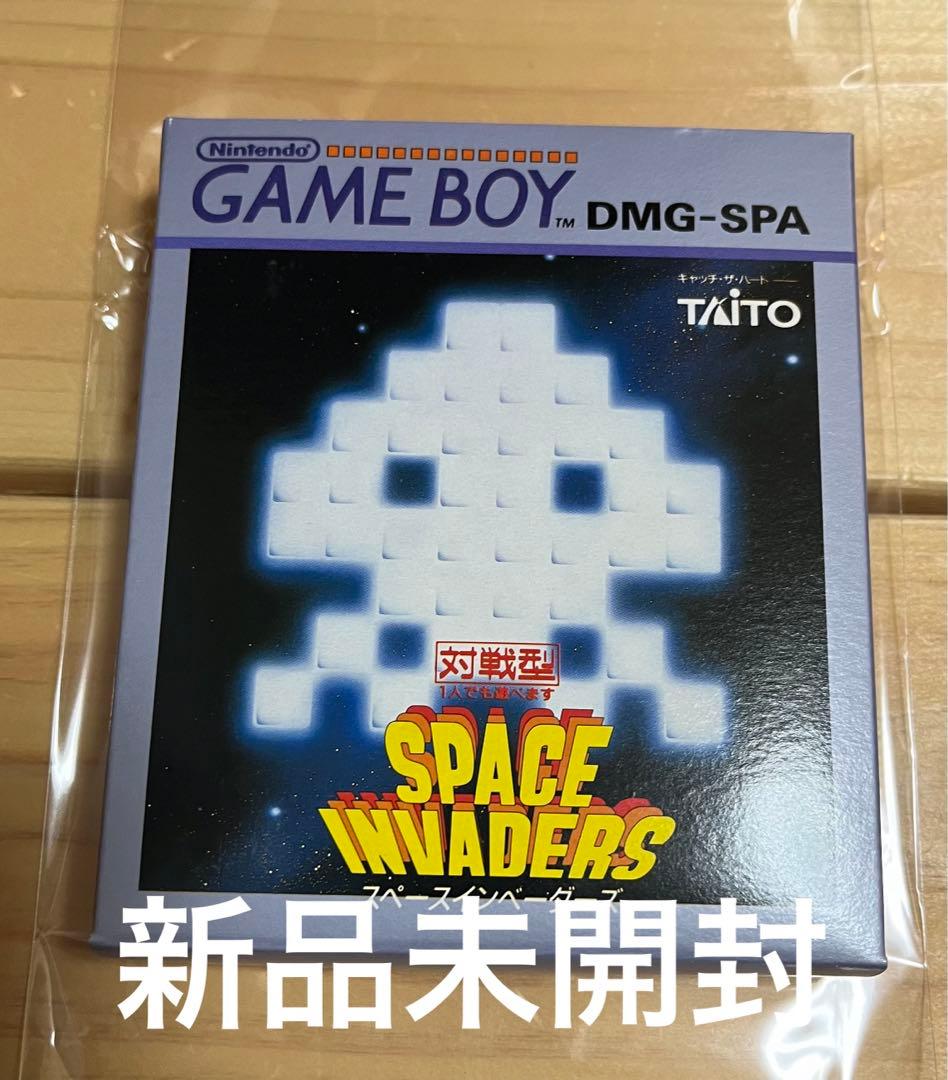 Nintendo®
GAME BOY™ DMG-SPA
キャッチ・ザ・ハート
TAITO
対戦型
1人でも遊べます
SPACE
INVADERS
スペースインベーダーズ
新品未開封